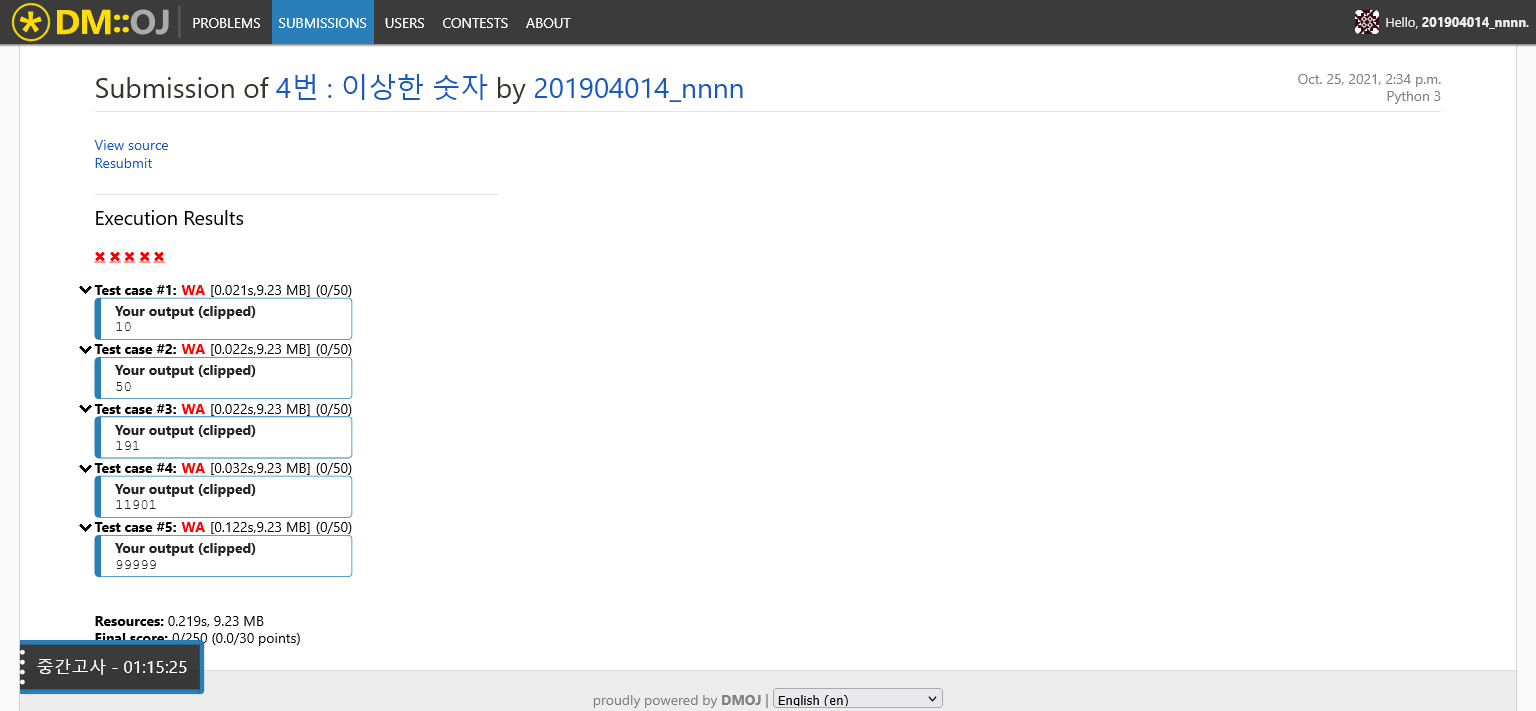 DM::OJ PROBLEMS SUBMISSIONS USERS CONTESTS ABOUT Hello, 201904014_nnnn.
Submission of 4번 : 이상한 숫자 by 201904014_nnnn
Oct. 25, 2021, 2:34 p.m.
Python 3
View source
Resubmit
Execution Results
Test case #1: WA [0.021s,9.23 MB] (0/50)
Your output (clipped)
10
Test case #2: WA [0.022s,9.23 MB] (0/50)
Your output (clipped)
50
Test case #3: WA [0.022s,9.23 MB] (0/50)
Your output (clipped)
191
Test case #4: WA [0.032s,9.23 MB] (0/50)
Your output (clipped)
11901
Test case #5: WA [0.122s,9.23 MB] (0/50)
Your output (clipped)
99999
Resources: 0.219s, 9.23 MB
Final score: 0/250 (0.0/30 points)
중간고사 - 01:15:25
proudly powered by DMOJ | English (en)